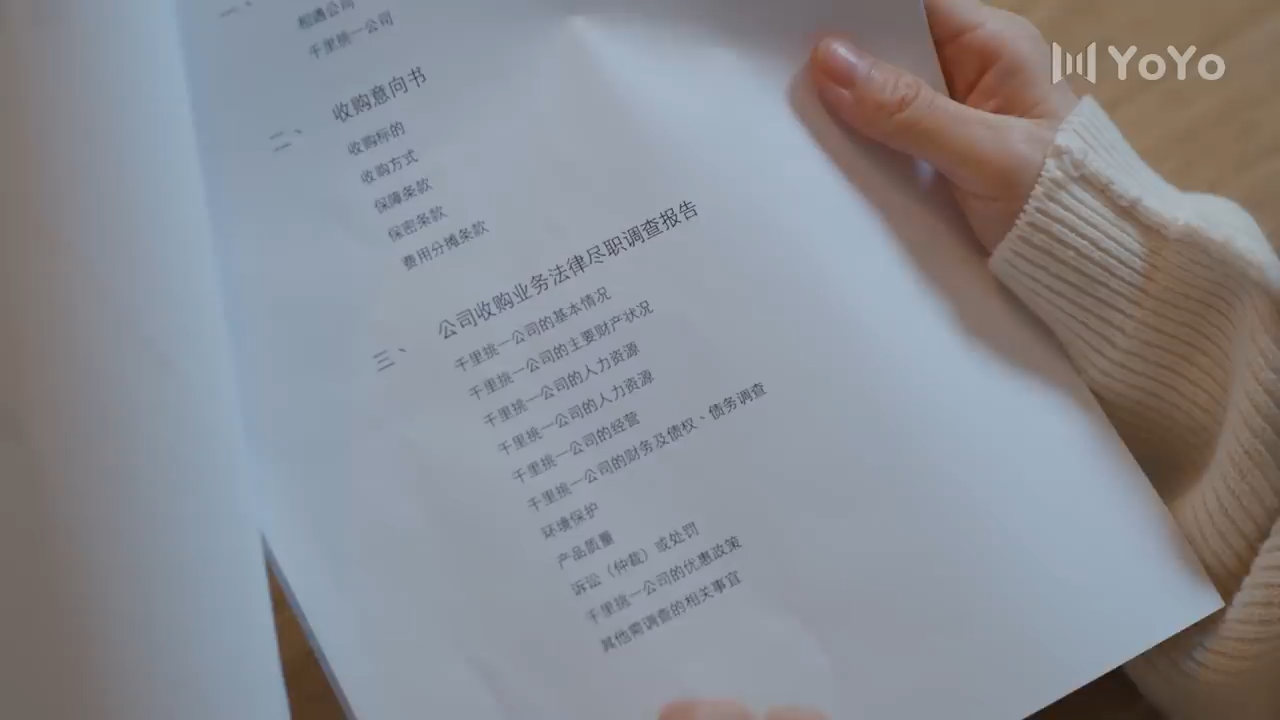 YoYo
一、
和通公司
千里挑一公司
二、 收购意向书
收购标的
收购方式
保障条款
保密条款
费用分摊条款
三、 公司收购业务法律尽职调查报告
千里挑一公司的基本情况
千里挑一公司的主要财产状况
千里挑一公司的人力资源
千里挑一公司的人力资源
千里挑一公司的经营
千里挑一公司的财务及债权、债务调查
环境保护
产品质量
诉讼（仲裁）或处罚
千里挑一公司的优惠政策
其他需调查的相关事宜